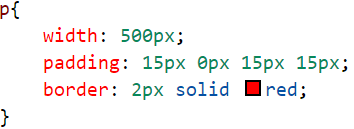 p{
    width: 500px;
    padding: 15px 0px 15px 15px;
    border: 2px solid red;
}